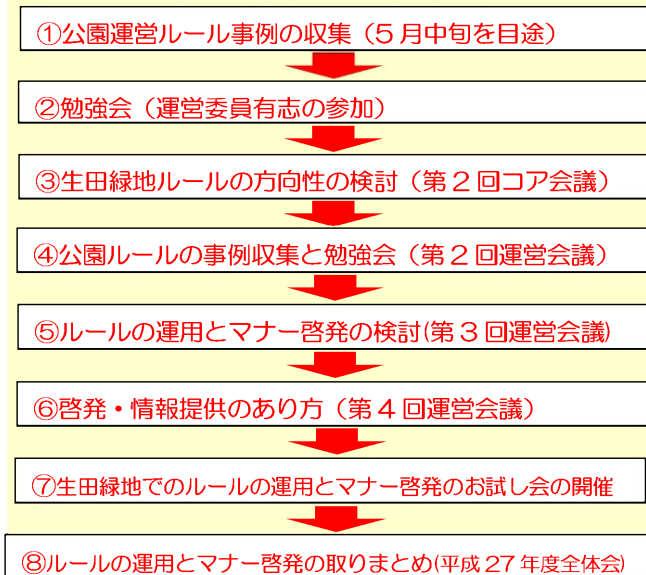 ①公園運営ルール事例の収集（５月中旬を目途）
②勉強会（運営委員有志の参加）
③生田緑地ルールの方向性の検討（第２回コア会議）
④公園ルールの事例収集と勉強会（第２回運営会議）
⑤ルールの運用とマナー啓発の検討(第３回運営会議)
⑥啓発・情報提供のあり方（第４回運営会議）
⑦生田緑地でのルールの運用とマナー啓発のお試し会の開催
⑧ルールの運用とマナー啓発の取りまとめ(平成27年度全体会)